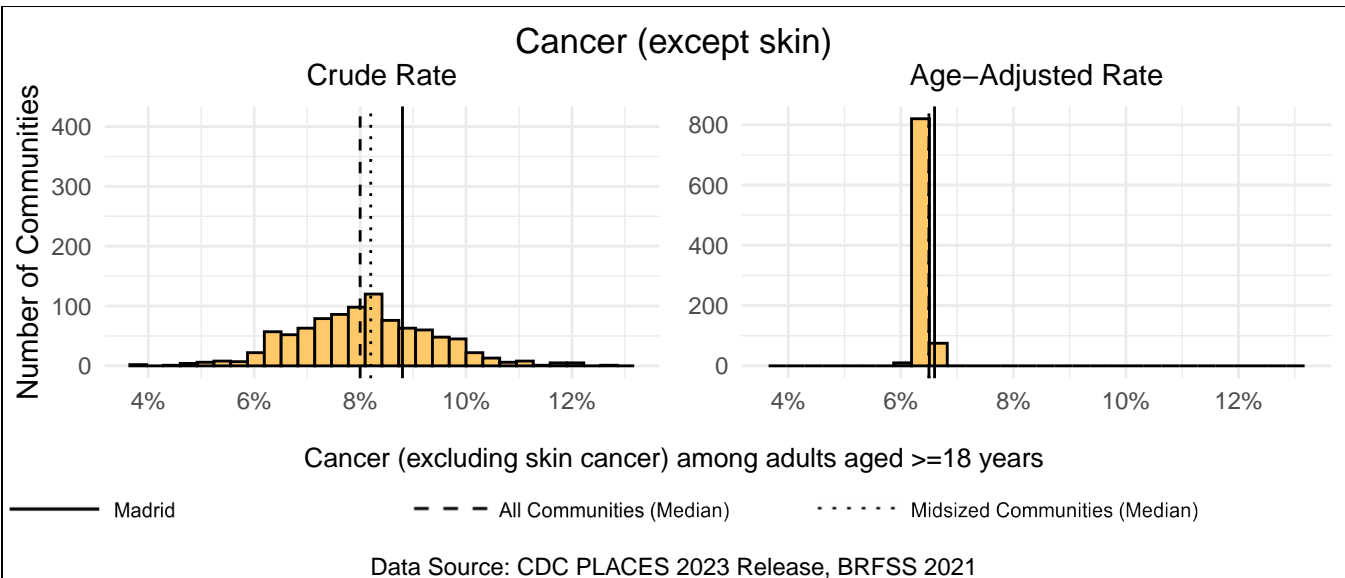 Cancer (except skin)
Crude Rate
Age−Adjusted Rate
Number of Communities
400
300
200
100
0
4%
6%
8%
10%
12%
800
600
400
200
0
4%
6%
8%
10%
12%
Cancer (excluding skin cancer) among adults aged >=18 years
Madrid
All Communities (Median)
Midsized Communities (Median)
Data Source: CDC PLACES 2023 Release, BRFSS 2021